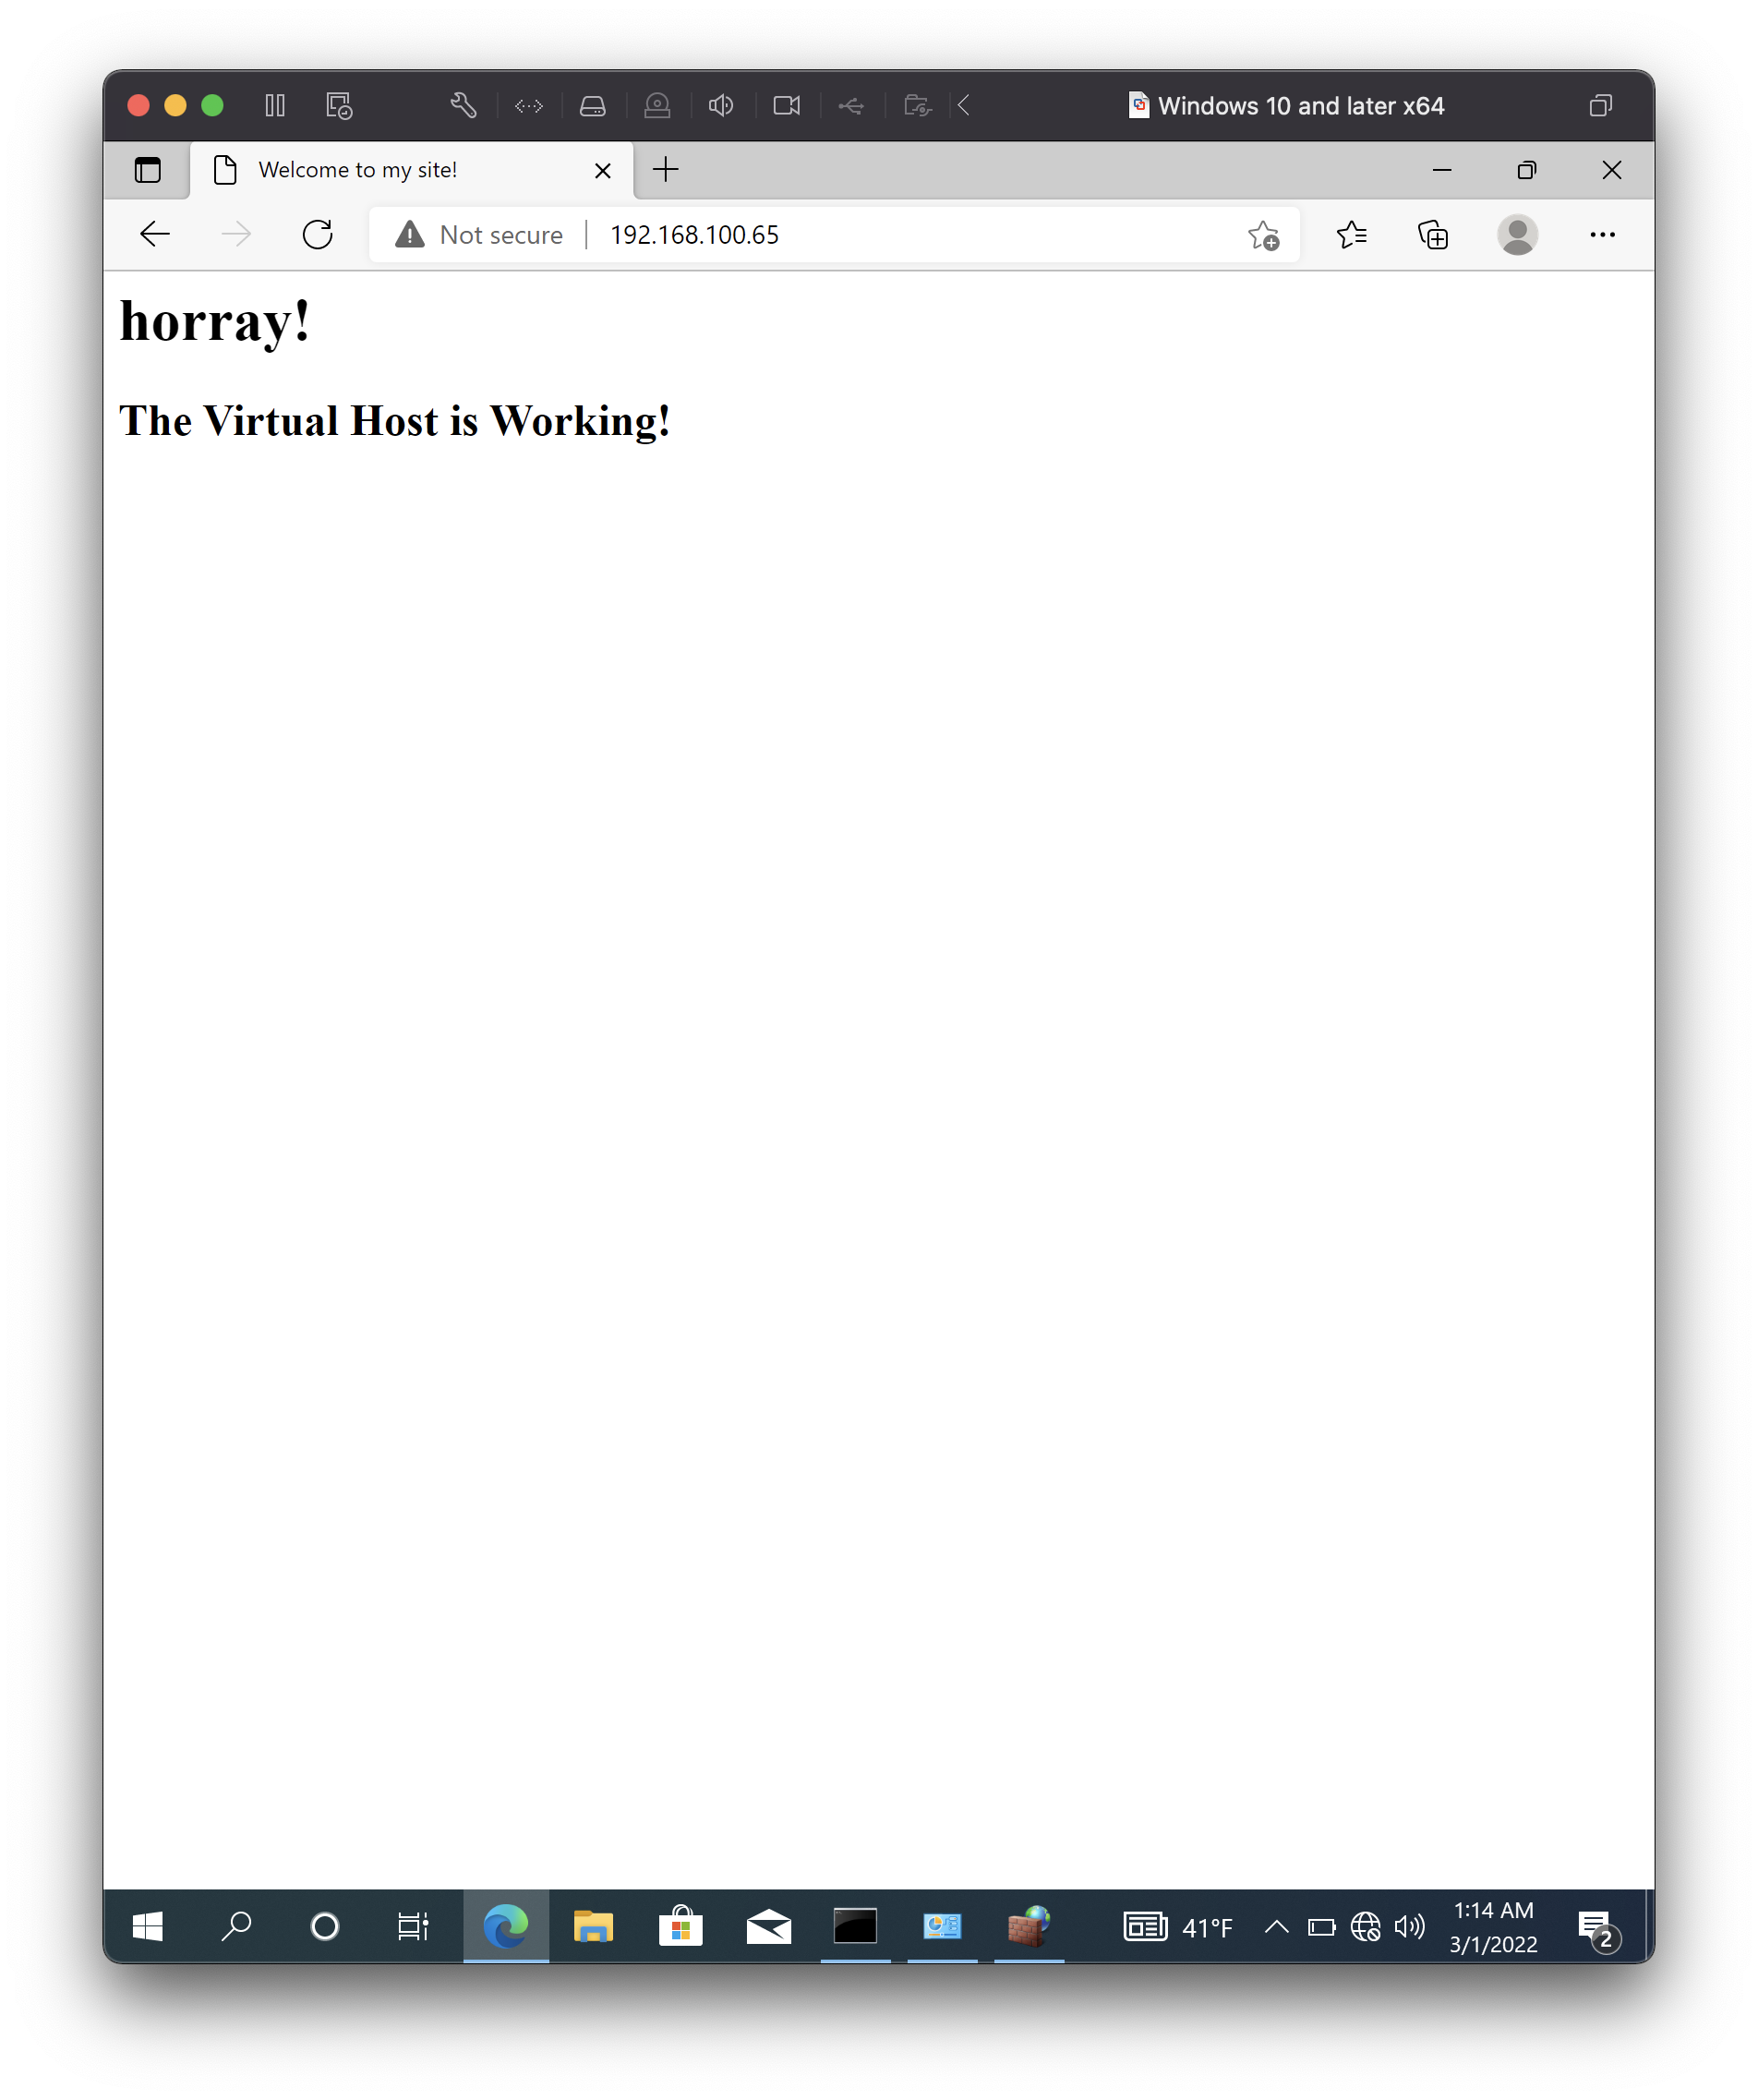 Windows 10 and later x64
Welcome to my site!
Not secure 192.168.100.65
horray!
The Virtual Host is Working!
41°F
1:14 AM
3/1/2022
2